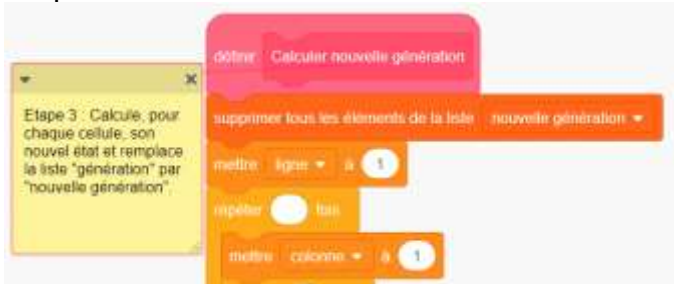 définir Calculer nouvelle génération
Etape 3 : Calcule, pour
chaque cellule, son
nouvel état et remplace
la liste "génération" par
"nouvelle génération".
supprimer tous les éléments de la liste nouvelle génération
mettre ligne à 1
répéter fois
mettre colonne à 1